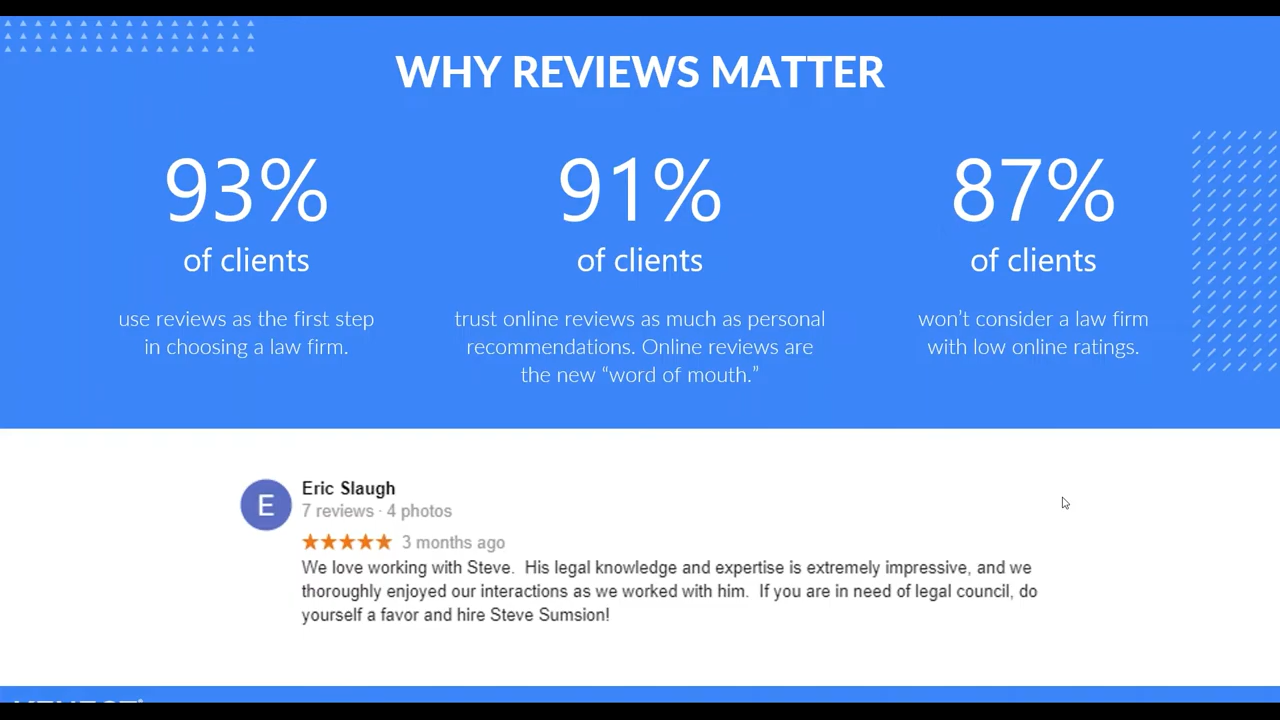 WHY REVIEWS MATTER
93%
of clients
use reviews as the first step
in choosing a law firm.
91%
of clients
trust online reviews as much as personal
recommendations. Online reviews are
the new “word of mouth.”
87%
of clients
won’t consider a law firm
with low online ratings.
E
Eric Slaugh
7 reviews · 4 photos
★★★★★ 3 months ago
We love working with Steve. His legal knowledge and expertise is extremely impressive, and we
thoroughly enjoyed our interactions as we worked with him. If you are in need of legal council, do
yourself a favor and hire Steve Sumsion!